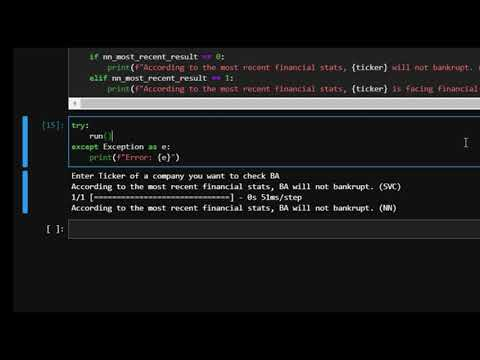 if nn_most_recent_result == 0:
print(f"According to the most recent financial stats, {ticker} will not bankrupt.
elif nn_most_recent_result == 1:
print(f"According to the most recent financial stats, {ticker} is facing financial
[15]: try:
run()
except Exception as e:
print(f"Error: {e}")
Enter Ticker of a company you want to check BA
According to the most recent financial stats, BA will not bankrupt. (SVC)
1/1 [==============================] - 0s 51ms/step
According to the most recent financial stats, BA will not bankrupt. (NN)
[ ]: